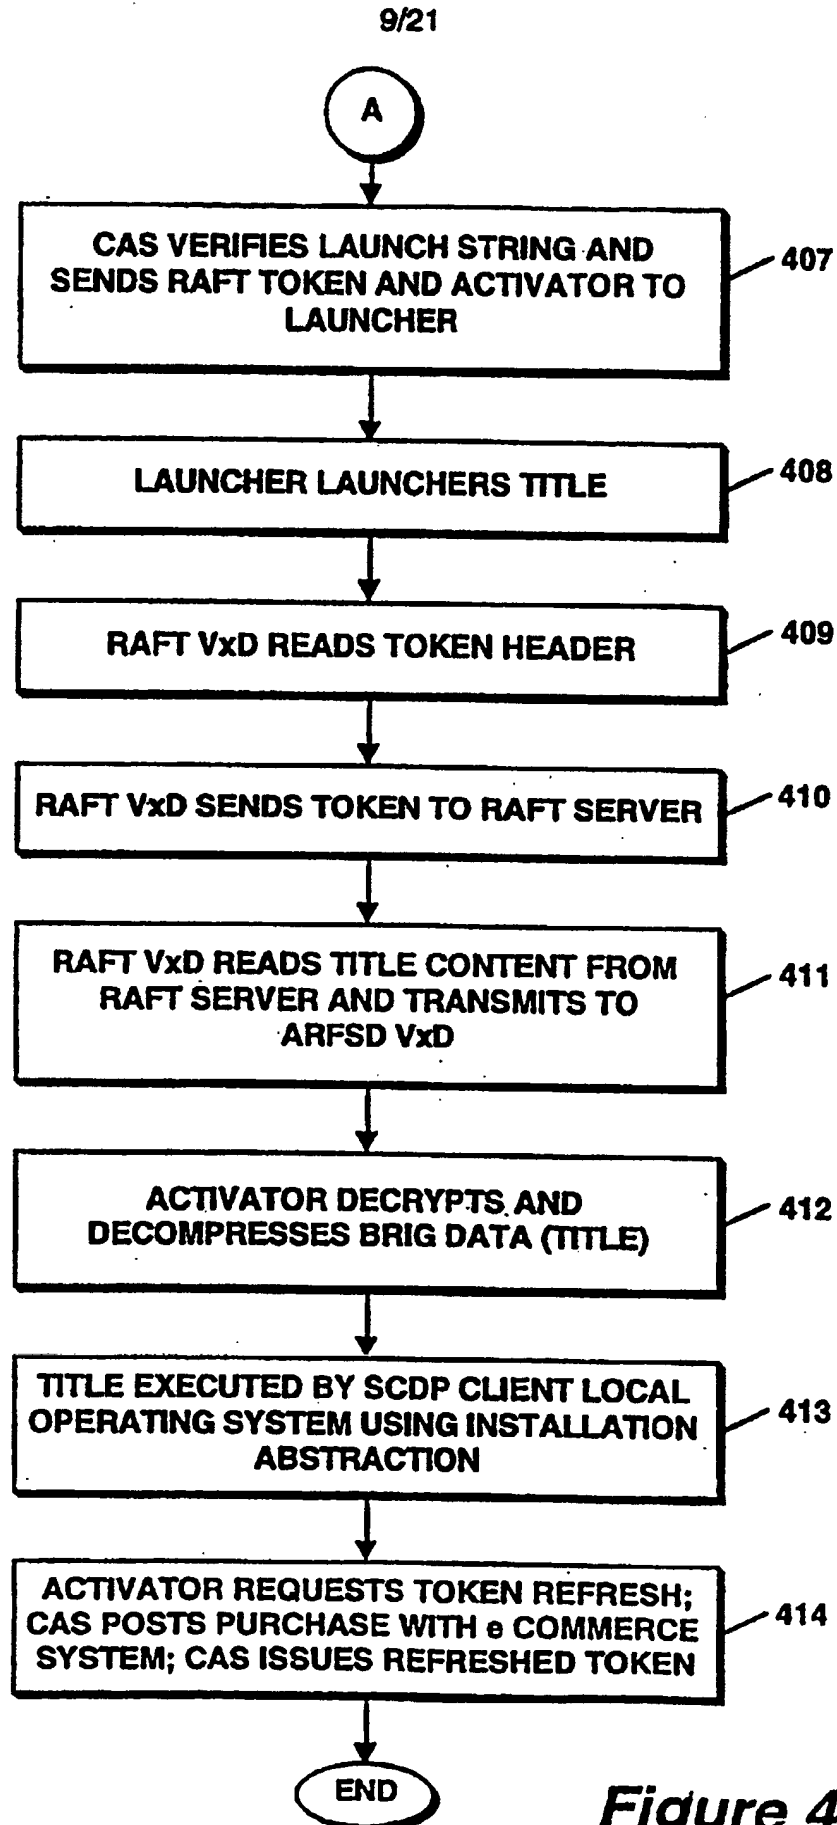 9/21
A
CAS VERIFIES LAUNCH STRING AND
SENDS RAFT TOKEN AND ACTIVATOR TO
LAUNCHER
407
LAUNCHER LAUNCHERS TITLE
408
RAFT VxD READS TOKEN HEADER
409
RAFT VxD SENDS TOKEN TO RAFT SERVER
410
RAFT VxD READS TITLE CONTENT FROM
RAFT SERVER AND TRANSMITS TO
ARFSD VxD
411
ACTIVATOR DECRYPTS AND
DECOMPRESSES BRIG DATA (TITLE)
412
TITLE EXECUTED BY SCDP CLIENT LOCAL
OPERATING SYSTEM USING INSTALLATION
ABSTRACTION
413
ACTIVATOR REQUESTS TOKEN REFRESH;
CAS POSTS PURCHASE WITH e COMMERCE
SYSTEM; CAS ISSUES REFRESHED TOKEN
414
END
Figure 4